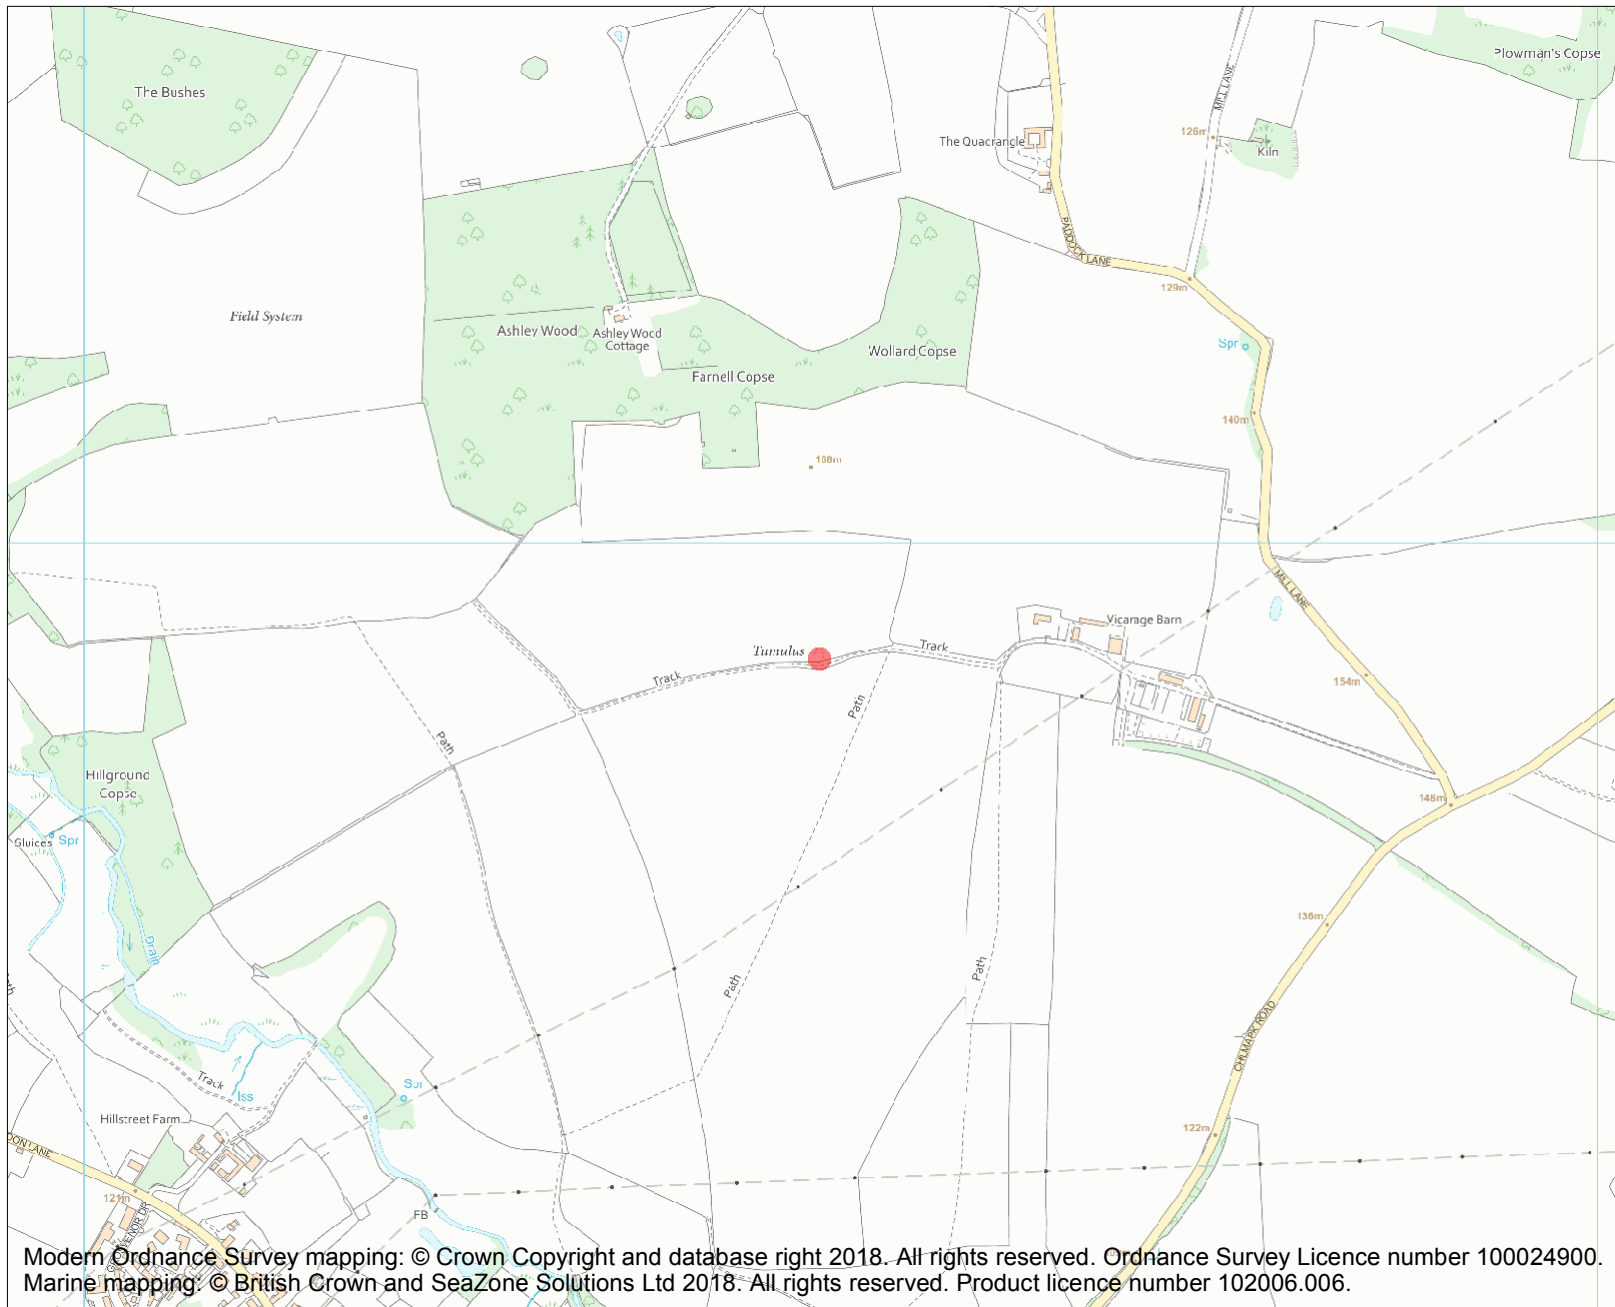 The Bushes
Plowman's Copse
MILL LANE
126m
Kiln
The Quacrangle
PADDOCK LANE
129m
Field System
Ashley Wood
Ashley Wood
Cottage
Wollard Copse
Farnell Copse
Spr
140m
168m
MILL LANE
Vicarage Barn
Tumulus
Track
Track
154m
Path
Path
Hillground
Copse
148m
Sluices
Spr
136m
Drain
Path
Path
CHILMARK ROAD
Track
Iss
Spr
Hillstreet Farm
122m
121m
FB
Modern Ordnance Survey mapping: © Crown Copyright and database right 2018. All rights reserved. Ordnance Survey Licence number 100024900.
Marine mapping: © British Crown and SeaZone Solutions Ltd 2018. All rights reserved. Product licence number 102006.006.